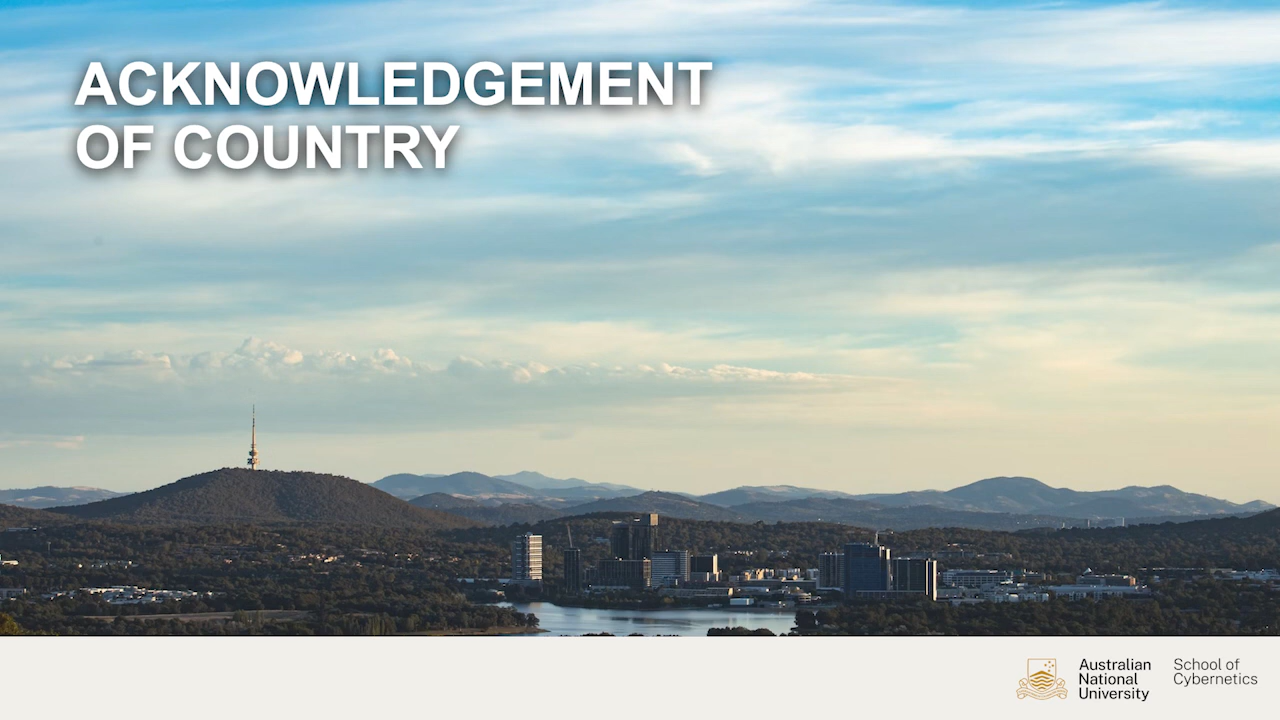 ACKNOWLEDGEMENT
OF COUNTRY
Australian
National
University
School of
Cybernetics